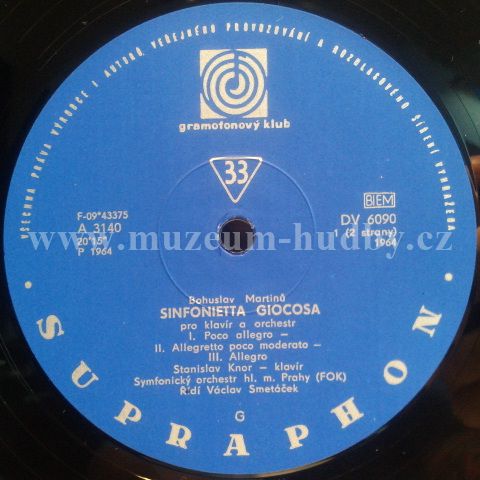 VŠECHNA PRÁVA VÝROBCE I AUTORŮ, VEŘEJNÉHO PROVOZOVÁNÍ A ROZHLASOVÉHO ŠÍŘENÍ VYHRAZENA
gramofonový klub
33
F-09*43375
A 3140
20'15"
P 1964
BIEM
DV 6090
(2 strany)
1964
www.muzeum-hudby.cz
Bohuslav Martinů
SINFONIETTA GIOCOSA
pro klavír a orchestr
I. Poco allegro –
II. Allegretto poco moderato –
III. Allegro
Stanislav Knor – klavír
Symfonický orchestr hl. m. Prahy (FOK)
Řídí Václav Smetáček
G
• SUPRAPHON •